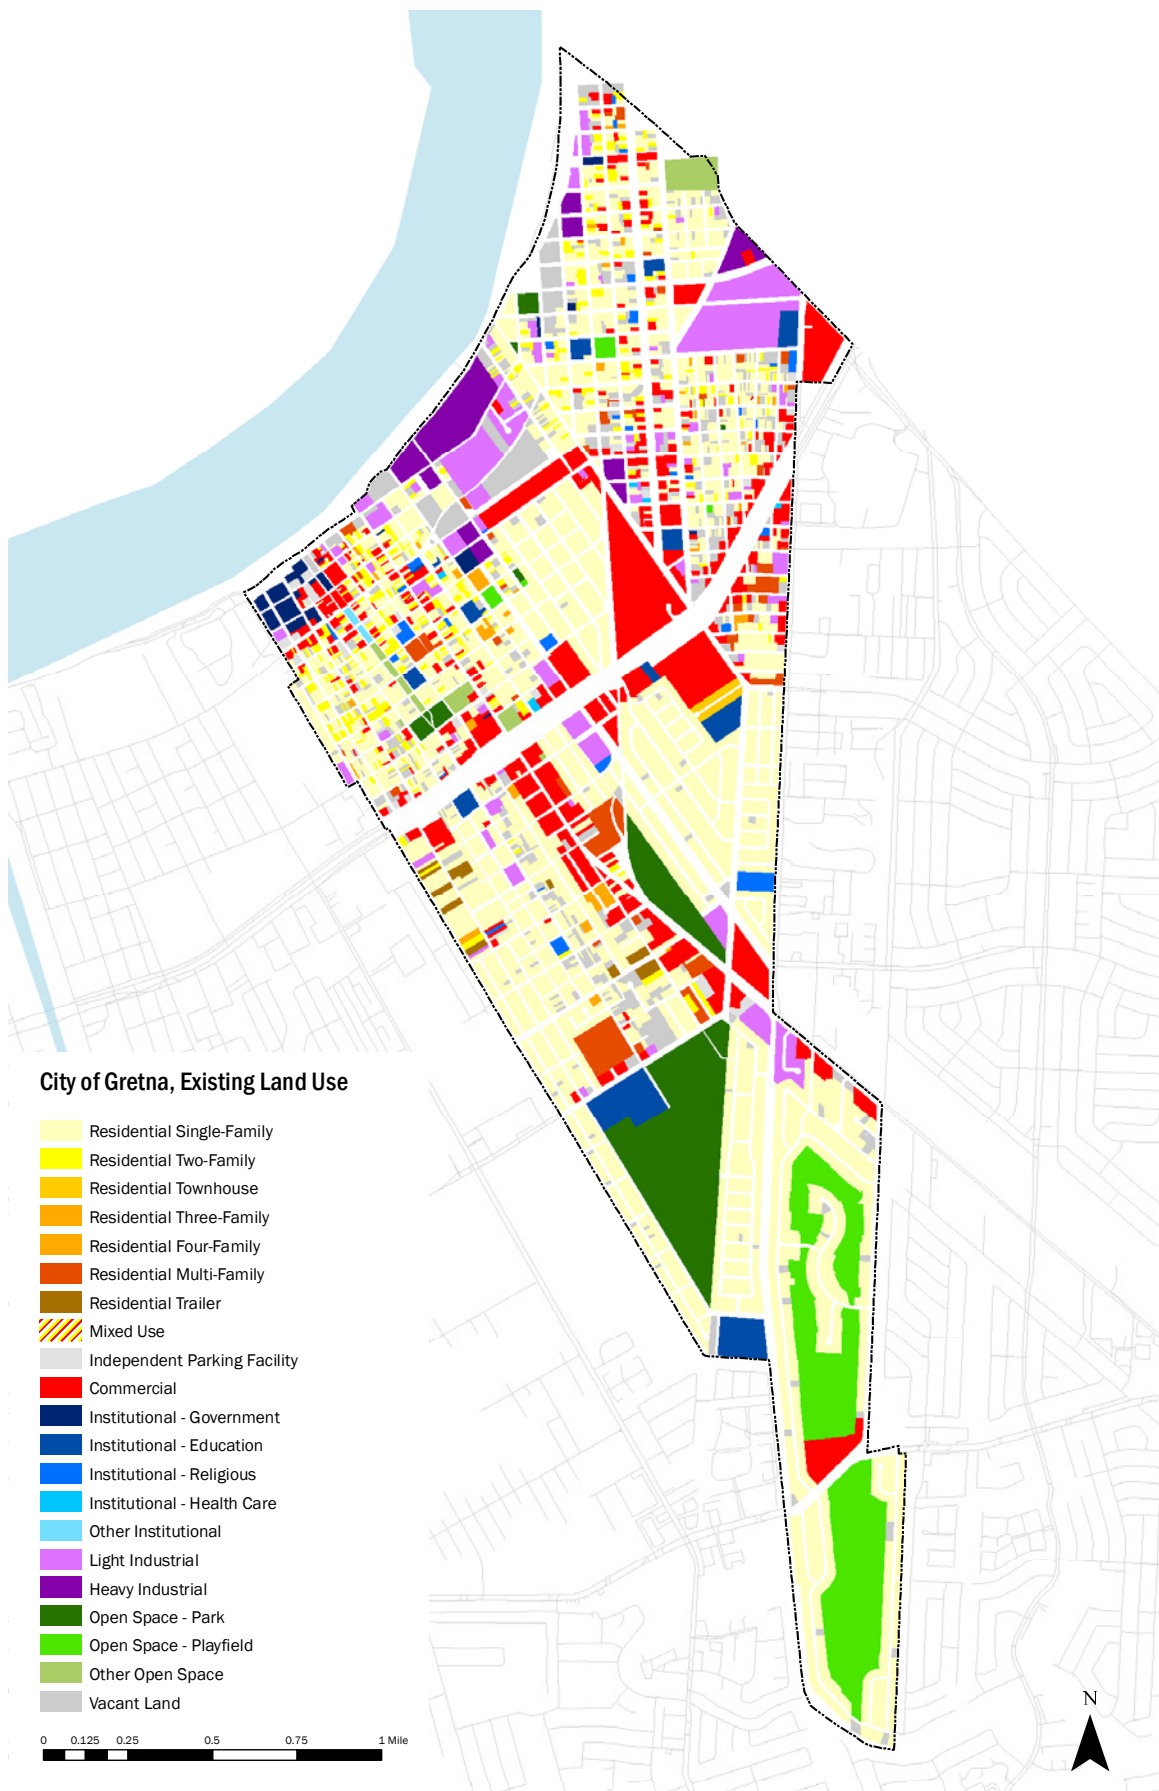 City of Gretna, Existing Land Use
Residential Single-Family
Residential Two-Family
Residential Townhouse
Residential Three-Family
Residential Four-Family
Residential Multi-Family
Residential Trailer
Mixed Use
Independent Parking Facility
Commercial
Institutional - Government
Institutional - Education
Institutional - Religious
Institutional - Health Care
Other Institutional
Light Industrial
Heavy Industrial
Open Space - Park
Open Space - Playfield
Other Open Space
Vacant Land
0 0.125 0.25 0.5 0.75 1 Mile
N